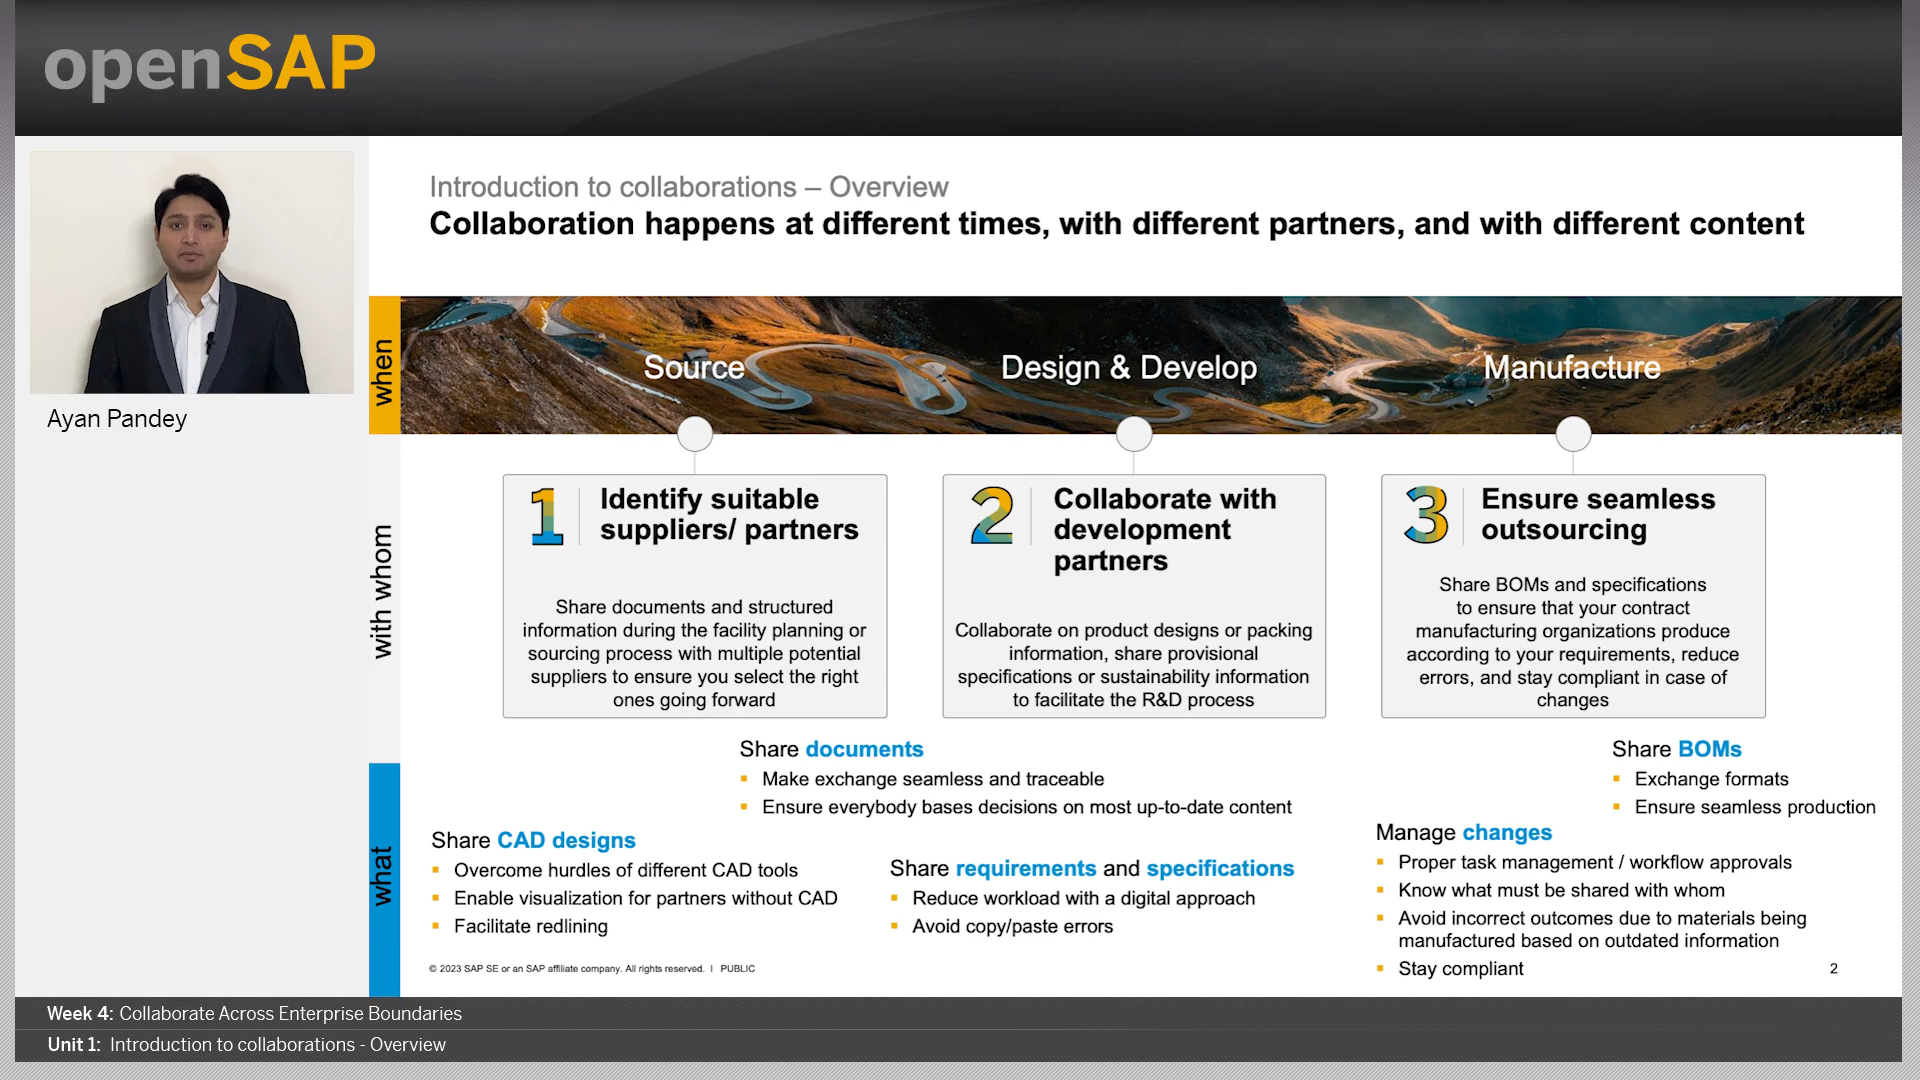 openSAP
Ayan Pandey
Introduction to collaborations – Overview
Collaboration happens at different times, with different partners, and with different content
when
Source
Design & Develop
Manufacture
with whom
1
Identify suitable
suppliers/ partners
Share documents and structured
information during the facility planning or
sourcing process with multiple potential
suppliers to ensure you select the right
ones going forward
2
Collaborate with
development
partners
Collaborate on product designs or packing
information, share provisional
specifications or sustainability information
to facilitate the R&D process
3
Ensure seamless
outsourcing
Share BOMs and specifications
to ensure that your contract
manufacturing organizations produce
according to your requirements, reduce
errors, and stay compliant in case of
changes
what
Share documents
▪ Make exchange seamless and traceable
▪ Ensure everybody bases decisions on most up-to-date content
Share CAD designs
▪ Overcome hurdles of different CAD tools
▪ Enable visualization for partners without CAD
▪ Facilitate redlining
Share requirements and specifications
▪ Reduce workload with a digital approach
▪ Avoid copy/paste errors
Share BOMs
▪ Exchange formats
▪ Ensure seamless production
Manage changes
▪ Proper task management / workflow approvals
▪ Know what must be shared with whom
▪ Avoid incorrect outcomes due to materials being
manufactured based on outdated information
▪ Stay compliant
© 2023 SAP SE or an SAP affiliate company. All rights reserved. | PUBLIC
2
Week 4: Collaborate Across Enterprise Boundaries
Unit 1: Introduction to collaborations - Overview